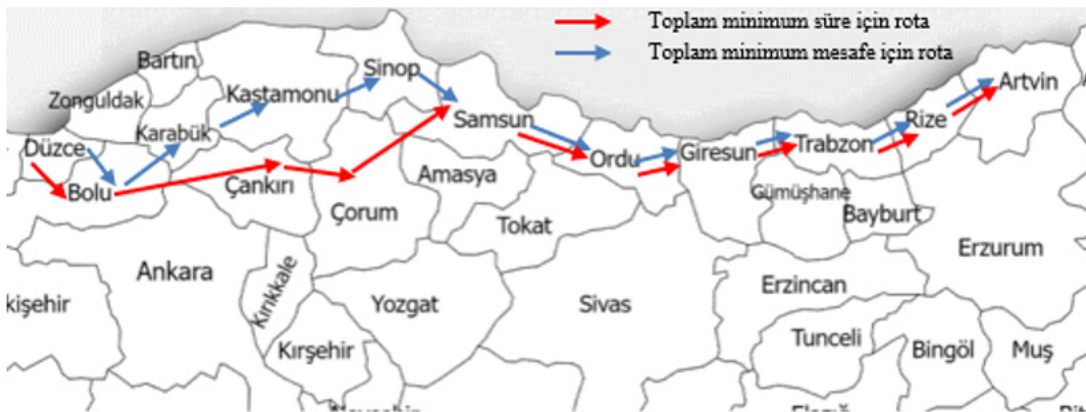 Toplam minimum süre için rota
Toplam minimum mesafe için rota
Bartın
Sinop
Zonguldak
Kastamonu
Artvin
Karabük
Samsun
Rize
Düzce
Ordu
Giresun
Trabzon
Bolu
Çankırı
Amasya
Gümüşhane
Çorum
Tokat
Bayburt
Ankara
Erzurum
kişehir
Kırıkkale
Yozgat
Sivas
Erzincan
Kırşehir
Tunceli
Bingöl
Muş